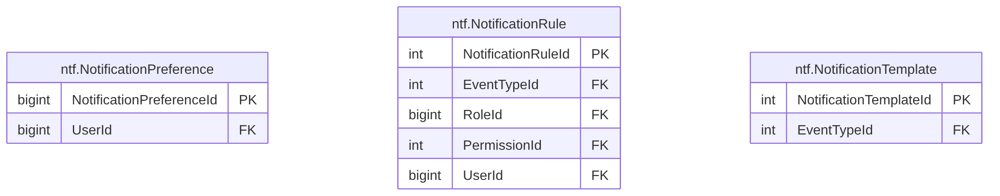 ntf.NotificationPreference
bigint NotificationPreferenceId PK
bigint UserId FK
ntf.NotificationRule
int NotificationRuleId PK
int EventTypeId FK
bigint RoleId FK
int PermissionId FK
bigint UserId FK
ntf.NotificationTemplate
int NotificationTemplateId PK
int EventTypeId FK